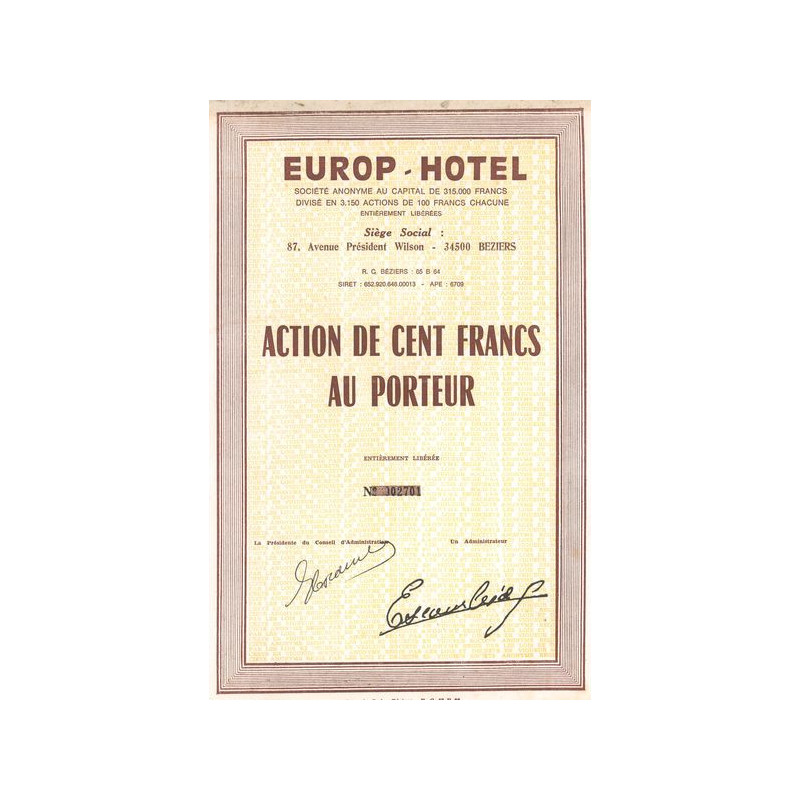 EUROP - HOTEL
SOCIÉTÉ ANONYME AU CAPITAL DE 315.000 FRANCS
DIVISÉ EN 3.150 ACTIONS DE 100 FRANCS CHACUNE
ENTIÈREMENT LIBÉRÉES
Siège Social :
87, Avenue Président Wilson - 34500 BEZIERS
R. C. BÉZIERS : 65 B 64
SIRET : 652.920.648.00013 - APE : 6709
ACTION DE CENT FRANCS
AU PORTEUR
ENTIÈREMENT LIBÉRÉE
Nº 002701
La Présidente du Conseil d'Administration
Un Administrateur